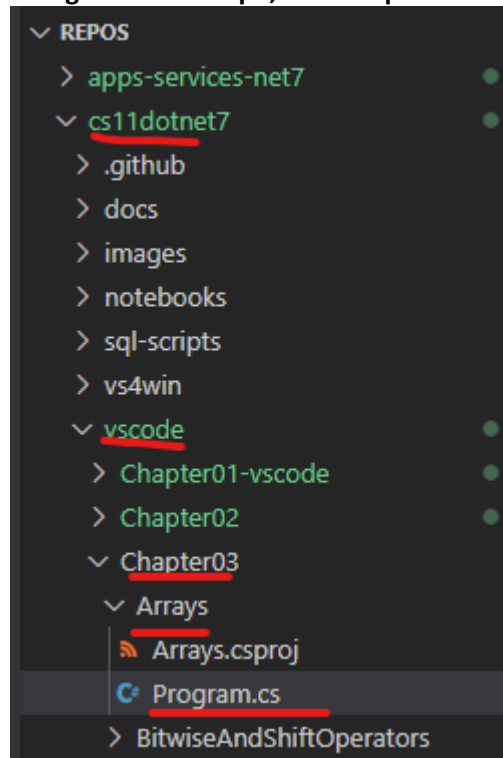 REPOS
apps-services-net7
cs11dotnet7
.github
docs
images
notebooks
sql-scripts
vs4win
vscode
Chapter01-vscode
Chapter02
Chapter03
Arrays
Arrays.csproj
C# Program.cs
BitwiseAndShiftOperators